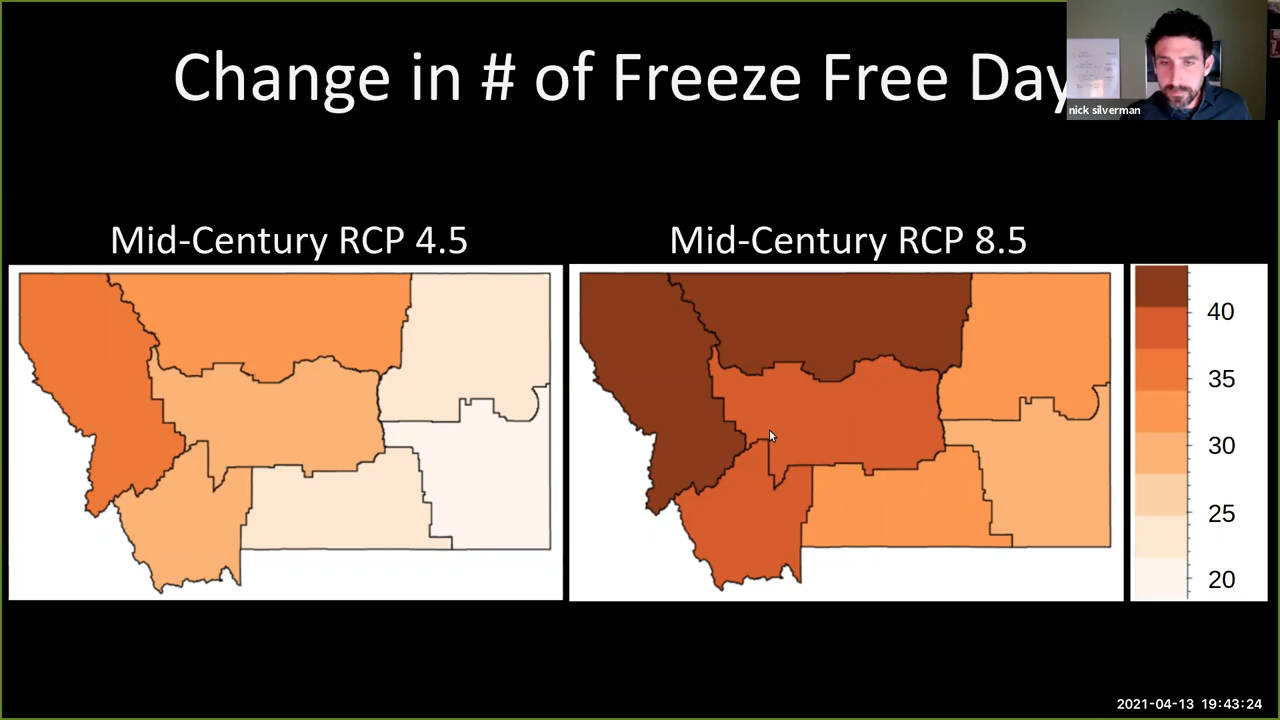 Change in # of Freeze Free Day
nick silverman
Mid-Century RCP 4.5
Mid-Century RCP 8.5
40
35
30
25
20
2021-04-13 19:43:24